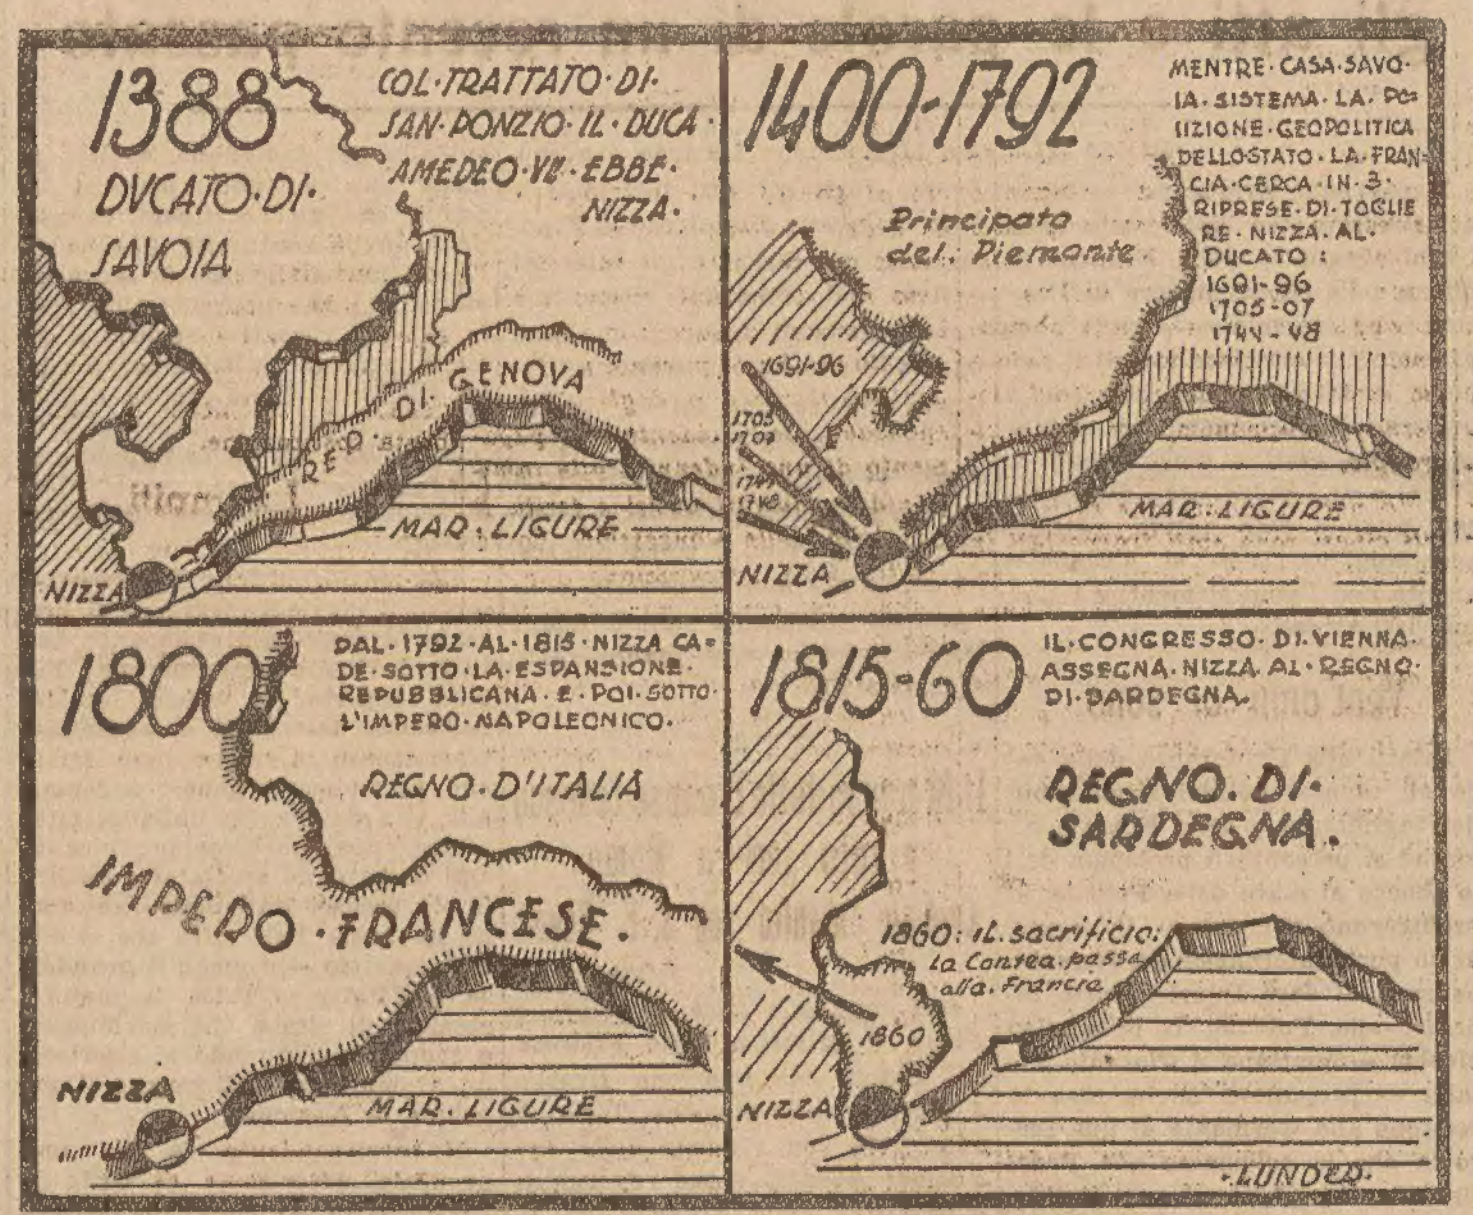 1388
DVCATO·DI·
SAVOIA
COL·TRATTATO·DI·
SAN·PONZIO·IL·DUCA·
AMEDEO·VII·EBBE·
NIZZA·
GENOVA
DI·
REP
MAR·LIGURE
NIZZA
1400-1792
MENTRE·CASA·SAVO-
IA·SISTEMA·LA·PO=
IIZIONE·GEOPOLITICA
DELLOSTATO·LA·FRAN=
CIA·CERCA·IN·3·
RIPRESE·DI·TOGLIE
RE·NIZZA·AL·
DUCATO:
1691-96
1705-07
1744-48
Principato
del. Piemonte
1691-96
1705
1707
1748
MAR·LIGURE
NIZZA
1800
DAL·1792·AL·1815·NIZZA CA=
DE·SOTTO·LA·ESPANSIONE·
REPUBBLICANA·E·POI·SOTTO·
L'IMPERO·NAPOLEONICO·
REGNO·D'ITALIA
IMPERO·FRANCESE.
NIZZA
MAR·LIGURE
1815-60
IL·CONGRESSO·DI·VIENNA·
ASSEGNA·NIZZA·AL·REGNO·
DI·SARDEGNA.
REGNO.DI·
SARDEGNA.
1860: il.sacrificio:
la Contea.passa
alla.Francia
1860
NIZZA